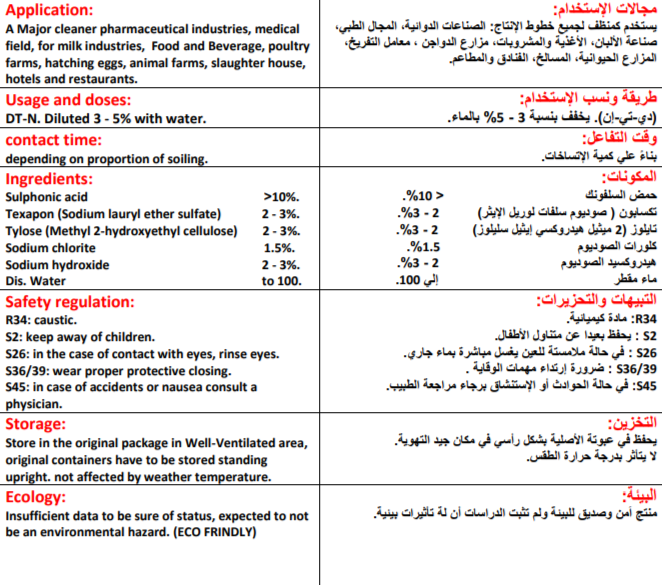 Application:
A Major cleaner pharmaceutical industries, medical
field, for milk industries, Food and Beverage, poultry
farms, hatching eggs, animal farms, slaughter house,
hotels and restaurants.
مجالات الإستخدام:
يستخدم كمنظف لجميع خطوط الإنتاج: الصناعات الدوائية، المجال الطبي،
صناعة الألبان، الأغذية والمشروبات، مزارع الدواجن ، معامل التفريخ،
المزارع الحيوانية، المسالخ، الفنادق والمطاعم.
Usage and doses:
DT-N. Diluted 3 - 5% with water.
طريقة ونسب الإستخدام:
(دي-تي-إن). يخفف بنسبة 3 - 5% بالماء.
contact time:
depending on proportion of soiling.
وقت التفاعل:
بناءً علي كمية الإتساخات.
Ingredients:
Sulphonic acid >10%.
Texapon (Sodium lauryl ether sulfate) 2 - 3%.
Tylose (Methyl 2-hydroxyethyl cellulose) 2 - 3%.
Sodium chlorite 1.5%.
Sodium hydroxide 2 - 3%.
Dis. Water to 100.
المكونات:
حمض السلفونك > 10%.
تكسابون ( صوديوم سلفات لوريل الإيثر) 2 - 3%.
تايلوز (2 ميثيل هيدروكسي إيثيل سليلوز) 2 - 3%.
كلورات الصوديوم 1.5%.
هيدروكسيد الصوديوم 2 - 3%.
ماء مقطر إلي 100.
Safety regulation:
R34: caustic.
S2: keep away of children.
S26: in the case of contact with eyes, rinse eyes.
S36/39: wear proper protective closing.
S45: in case of accidents or nausea consult a
physician.
التبيهات والتحزيرات:
R34: مادة كيميائية.
S2 : يحفظ بعيدا عن متناول الأطفال.
S26 : في حالة ملامسة للعين يغسل مباشرة بماء جاري.
S36/39 : ضرورة إرتداء مهمات الوقاية .
S45: في حالة الحوادث أو الإستنشاق برجاء مراجعة الطبيب.
Storage:
Store in the original package in Well-Ventilated area,
original containers have to be stored standing
upright. not affected by weather temperature.
التخزين:
يحفظ في عبوتة الأصلية بشكل رأسي في مكان جيد التهوية.
لا يتأثر بدرجة حرارة الطقس.
Ecology:
Insufficient data to be sure of status, expected to not
be an environmental hazard. (ECO FRINDLY)
البيئة:
منتج أمن وصديق للبيئة ولم تثبت الدراسات أن لة تأثيرات بيئية.